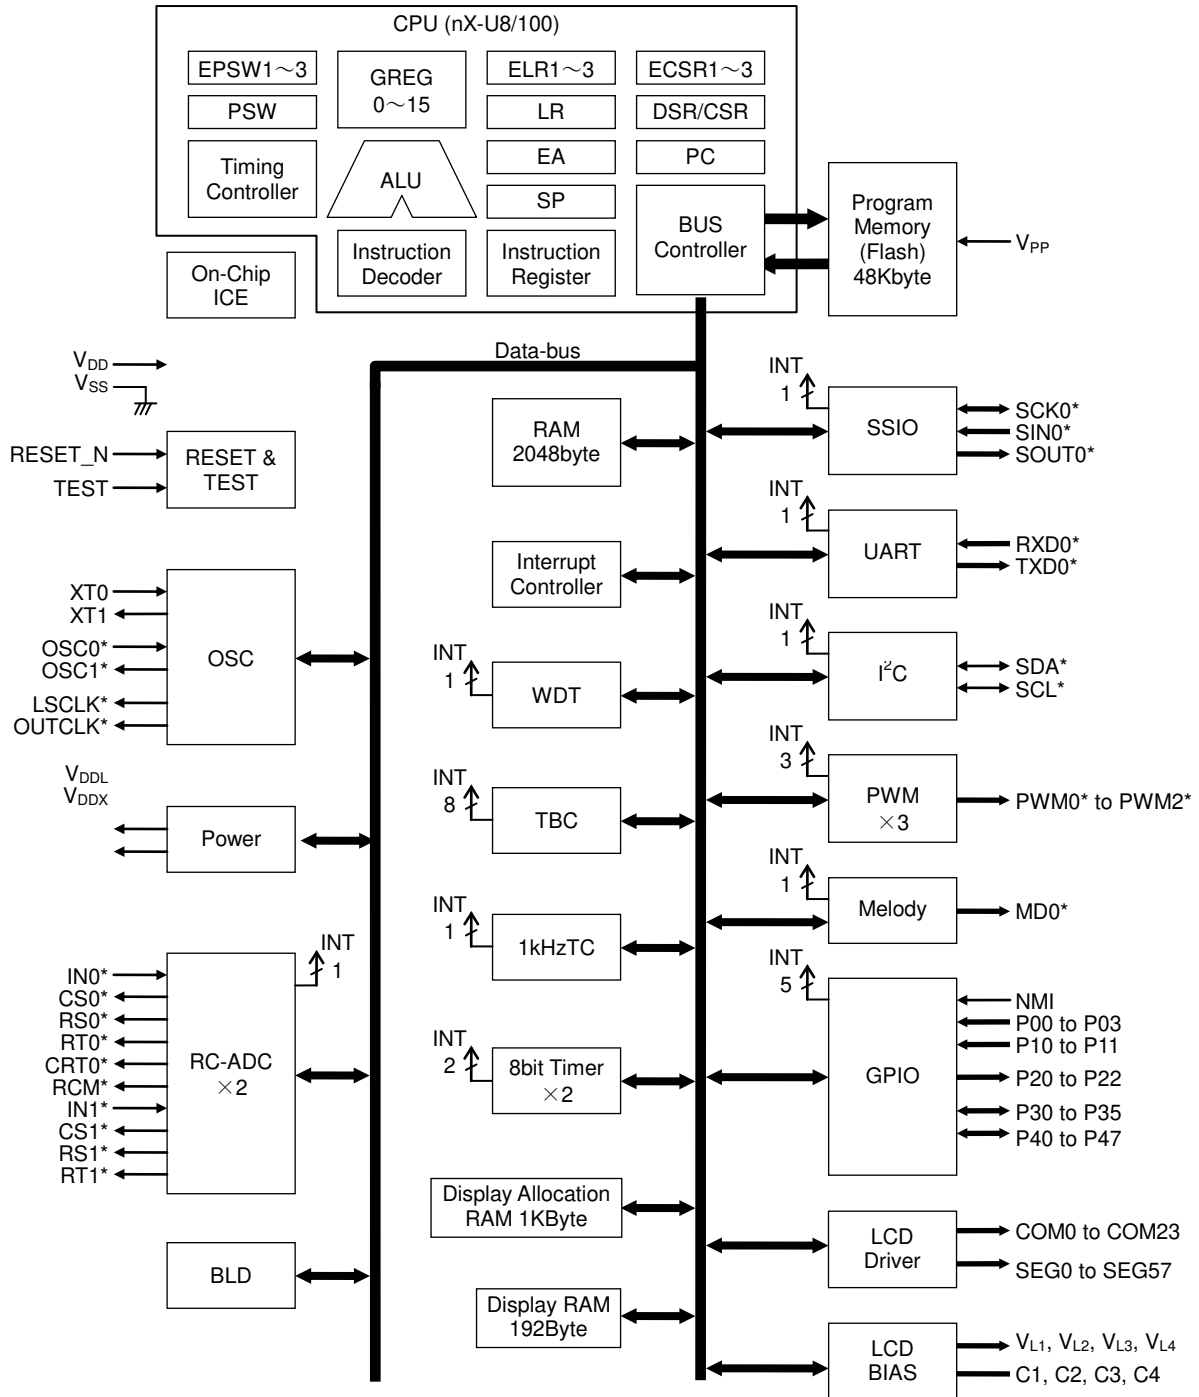 CPU (nX-U8/100)
EPSW1～3
GREG
0～15
ELR1～3
ECSR1～3
PSW
LR
DSR/CSR
Timing
Controller
ALU
EA
PC
SP
BUS
Controller
Program
Memory
(Flash)
48Kbyte
VPP
On-Chip
ICE
Instruction
Decoder
Instruction
Register
Data-bus
VDD
VSS
RESET_N
TEST
RESET &
TEST
RAM
2048byte
INT
1
SSIO
SCK0*
SIN0*
SOUT0*
INT
1
UART
RXD0*
TXD0*
Interrupt
Controller
XT0
XT1
OSC0*
OSC1*
LSCLK*
OUTCLK*
OSC
INT
1
WDT
INT
1
I²C
SDA*
SCL*
VDDL
VDDX
Power
INT
8
TBC
INT
3
PWM
×3
PWM0* to PWM2*
INT
1
Melody
MD0*
INT
1
1kHzTC
IN0*
CS0*
RS0*
RT0*
CRT0*
RCM*
IN1*
CS1*
RS1*
RT1*
RC-ADC
×2
INT
1
INT
2
8bit Timer
×2
INT
5
GPIO
NMI
P00 to P03
P10 to P11
P20 to P22
P30 to P35
P40 to P47
Display Allocation
RAM 1KByte
LCD
Driver
COM0 to COM23
SEG0 to SEG57
BLD
Display RAM
192Byte
LCD
BIAS
VL1, VL2, VL3, VL4
C1, C2, C3, C4